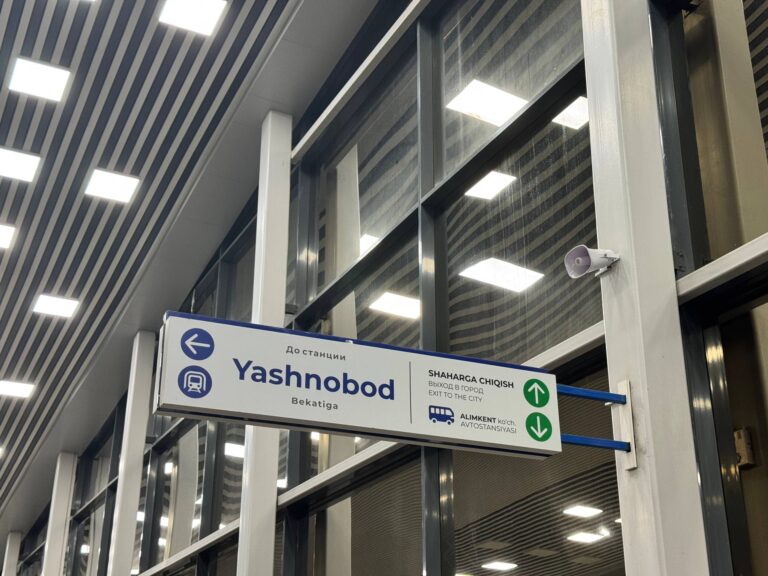 До станции
Yashnobod
Bekatiga
SHAHARGA CHIQISH
ВЫХОД В ГОРОД
EXIT TO THE CITY
ALIMKENT ko'ch.
AVTOSTANSIYASI